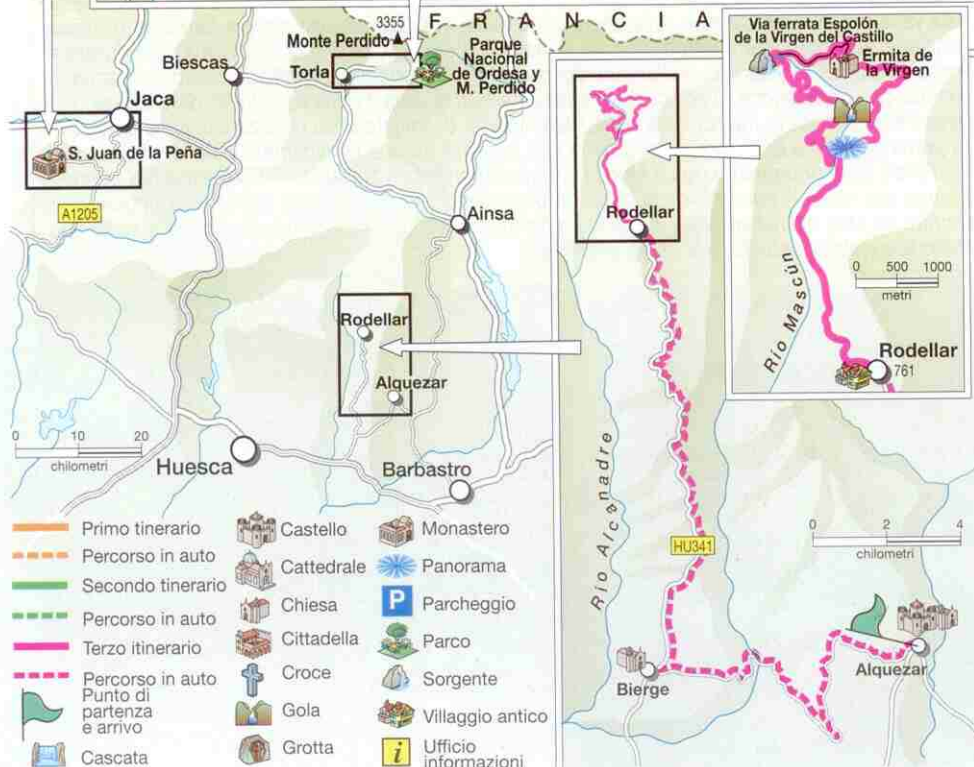 FRANCIA
3355
Monte Perdido
Parque
Nacional
de Ordesa y
M. Perdido
Biescas
Torla
Jaca
S. Juan de la Peña
A1205
Ainsa
Rodellar
Alquezar
0 10 20
chilometri
Huesca
Barbastro
Via ferrata Espolón
de la Virgen del Castillo
Ermita de
la Virgen
0 500 1000
metri
Rio Mascún
Rodellar
761
Rodellar
Rio Alcanadre
HU341
0 2 4
chilometri
Alquezar
Bierge
Primo tinerario
Percorso in auto
Secondo tinerario
Percorso in auto
Terzo itinerario
Percorso in auto
Punto di
partenza
e arrivo
Cascata
Castello
Cattedrale
Chiesa
Cittadella
Croce
Gola
Grotta
Monastero
Panorama
P Parcheggio
Parco
Sorgente
Villaggio antico
i Ufficio
informazioni